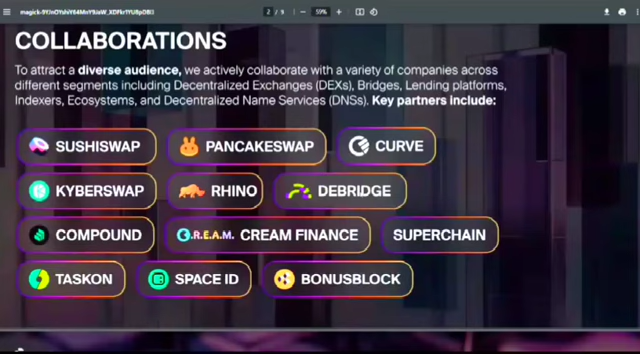 2 / 9
59%
COLLABORATIONS
To attract a diverse audience, we actively collaborate with a variety of companies across
different segments including Decentralized Exchanges (DEXs), Bridges, Lending platforms,
Indexers, Ecosystems, and Decentralized Name Services (DNSs). Key partners include:
SUSHISWAP PANCAKESWAP CURVE
KYBERSWAP RHINO DEBRIDGE
COMPOUND C.R.E.A.M. CREAM FINANCE SUPERCHAIN
TASKON SPACE ID BONUSBLOCK